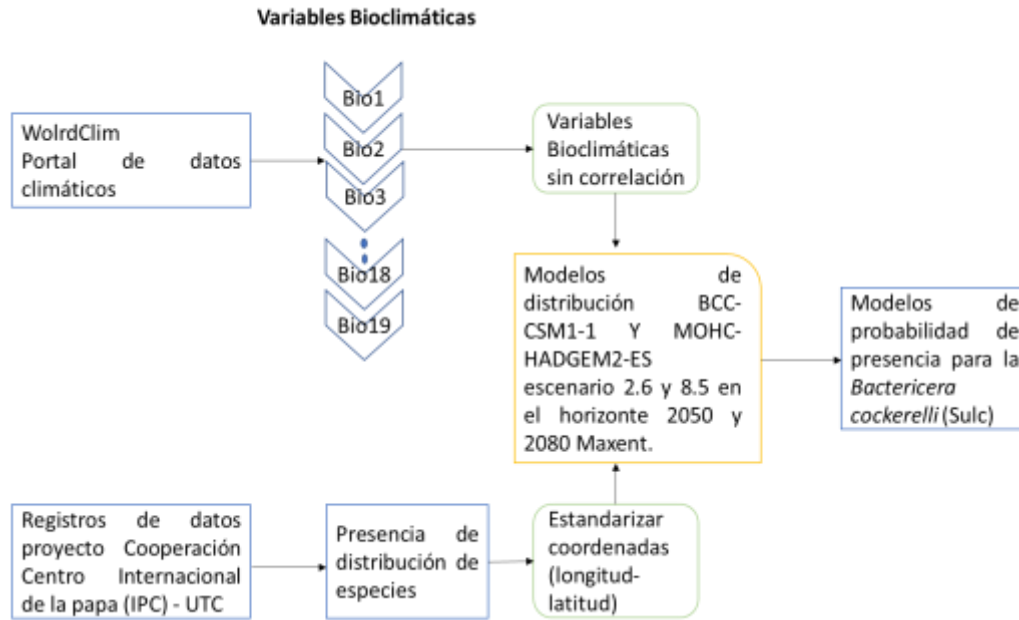 Variables Bioclimáticas
WolrdClim
Portal de datos
climáticos
Bio1
Bio2
Bio3
Bio18
Bio19
Variables
Bioclimáticas
sin correlación
Modelos de
distribución BCC-
CSM1-1 Y MOHC-
HADGEM2-ES
escenario 2.6 y 8.5 en
el horizonte 2050 y
2080 Maxent.
Modelos de
probabilidad de
presencia para la
Bactericera
cockerelli (Sulc)
Registros de datos
proyecto Cooperación
Centro Internacional
de la papa (IPC) - UTC
Presencia de
distribución de
especies
Estandarizar
coordenadas
(longitud-
latitud)